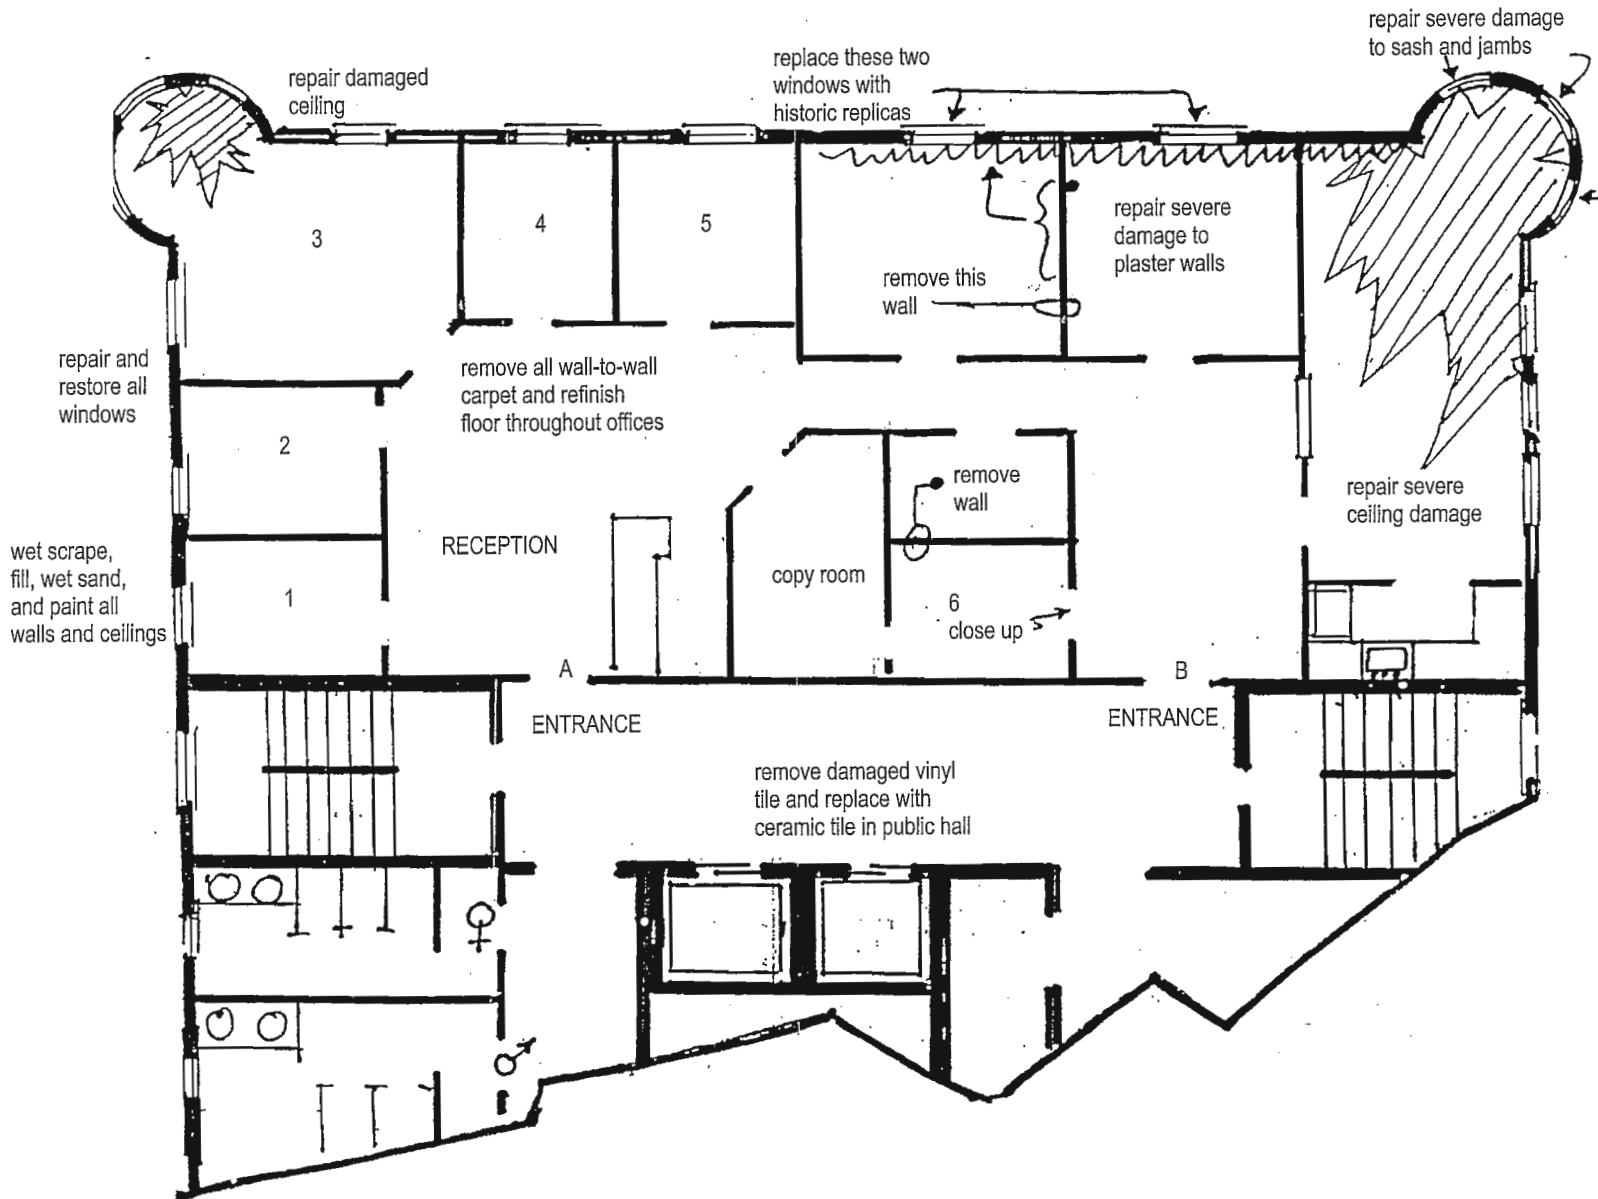 repair severe damage
to sash and jambs
replace these two
windows with
historic replicas
repair damaged
ceiling
3
4
5
repair severe
damage to
plaster walls
remove this
wall
repair and
restore all
windows
remove all wall-to-wall
carpet and refinish
floor throughout offices
2
remove
wall
repair severe
ceiling damage
RECEPTION
wet scrape,
fill, wet sand,
and paint all
walls and ceilings
1
copy room
6
close up
A
B
ENTRANCE
ENTRANCE
remove damaged vinyl
tile and replace with
ceramic tile in public hall